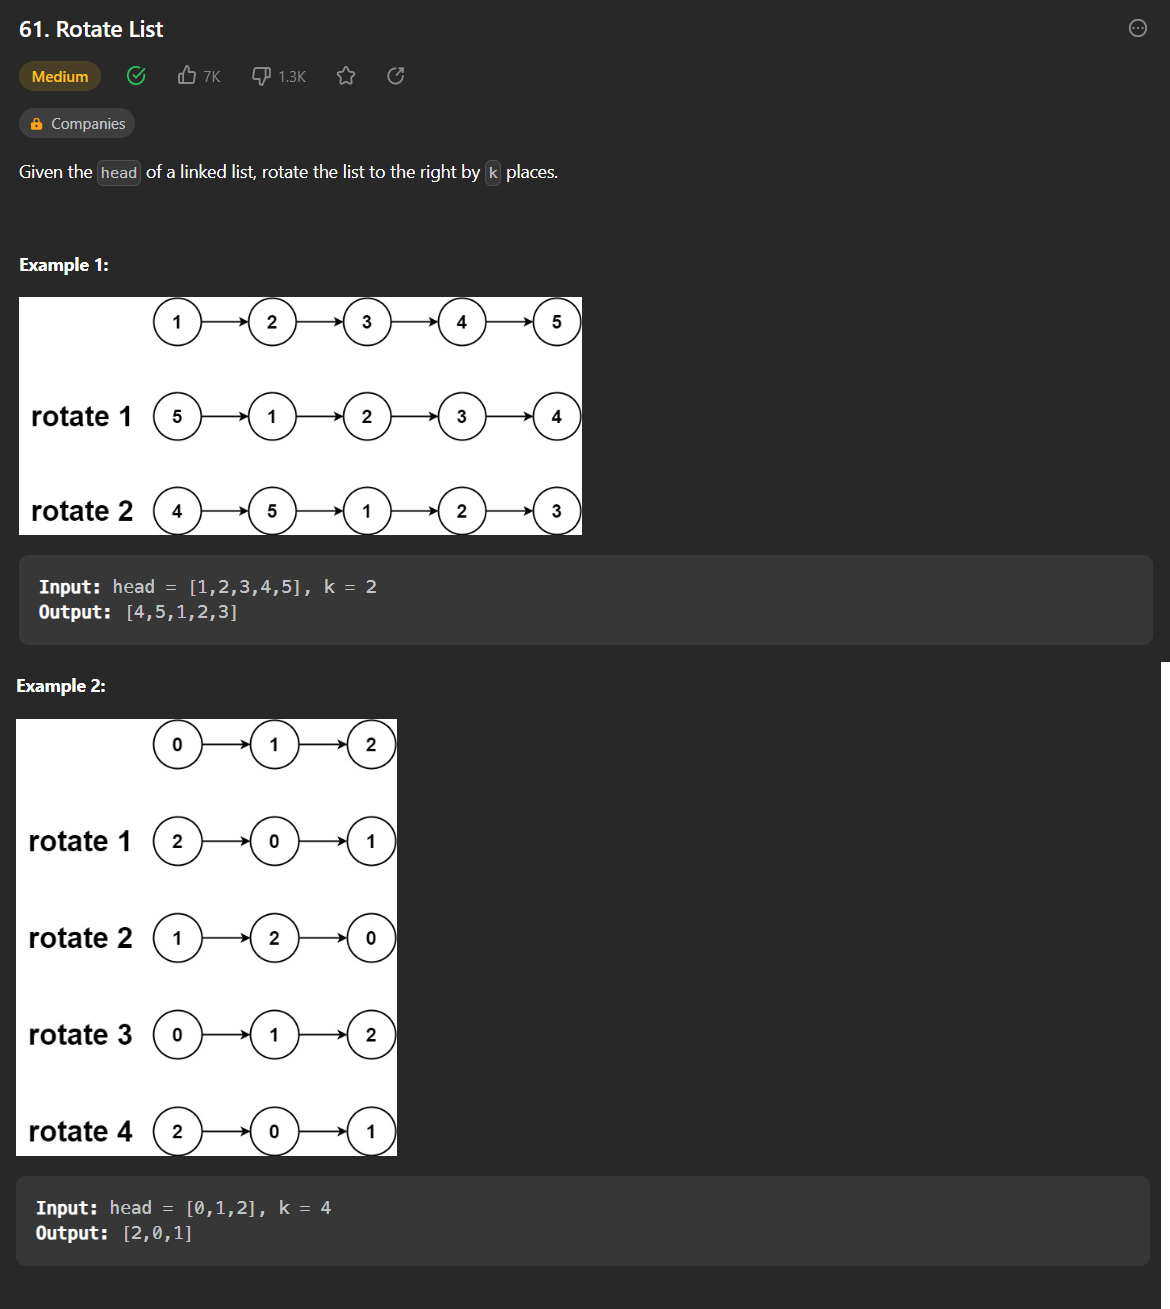 61. Rotate List
Medium 7K 1.3K
Companies
Given the head of a linked list, rotate the list to the right by k places.
Example 1:
1 2 3 4 5
rotate 1 5 1 2 3 4
rotate 2 4 5 1 2 3
Input: head = [1,2,3,4,5], k = 2
Output: [4,5,1,2,3]
Example 2:
0 1 2
rotate 1 2 0 1
rotate 2 1 2 0
rotate 3 0 1 2
rotate 4 2 0 1
Input: head = [0,1,2], k = 4
Output: [2,0,1]